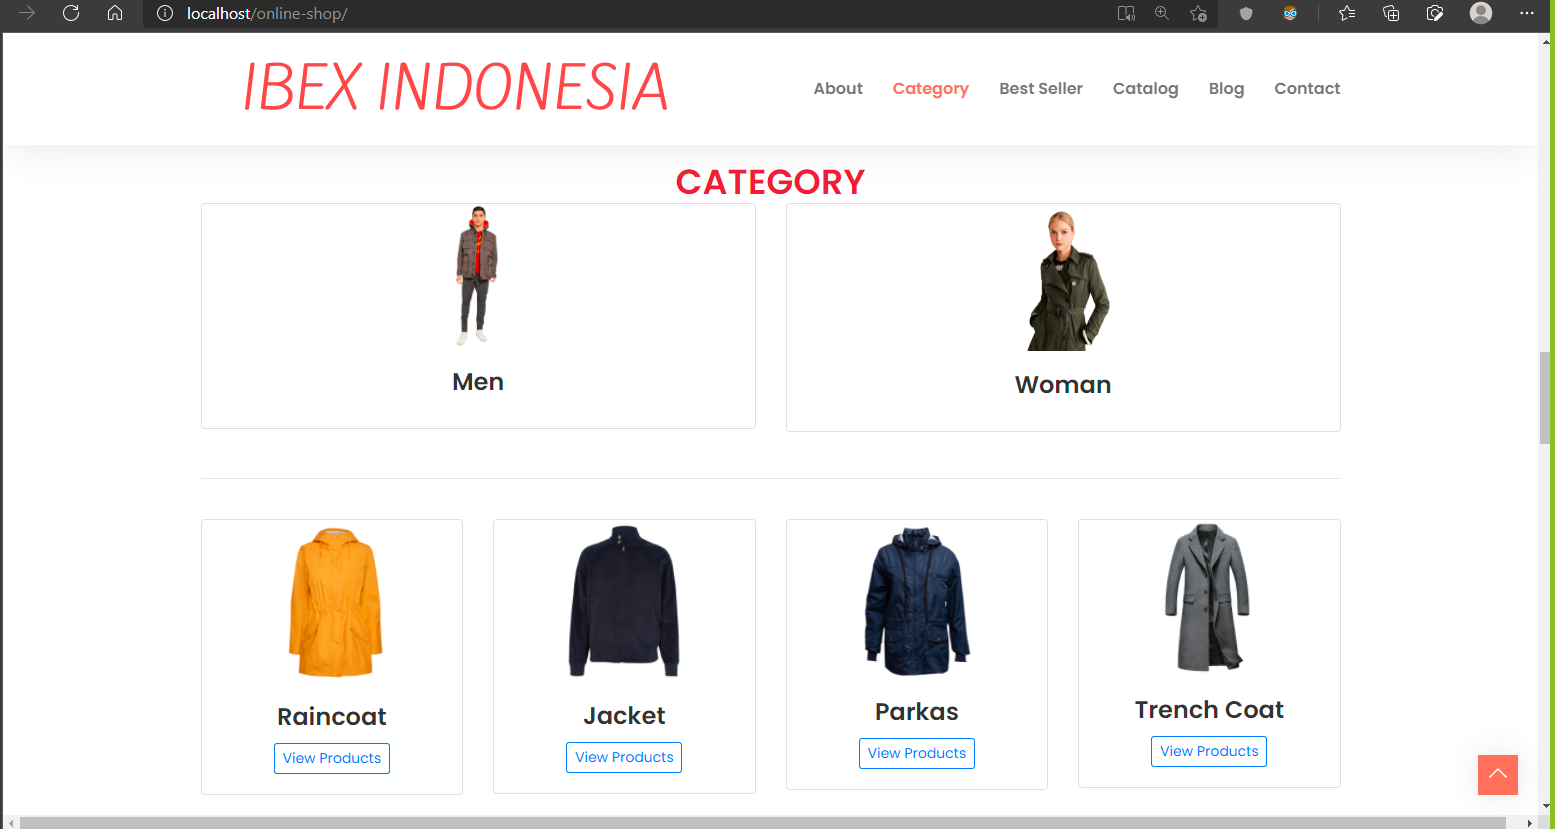 localhost/online-shop/
IBEX INDONESIA
About Category Best Seller Catalog Blog Contact
CATEGORY
Men
Woman
Raincoat
View Products
Jacket
View Products
Parkas
View Products
Trench Coat
View Products